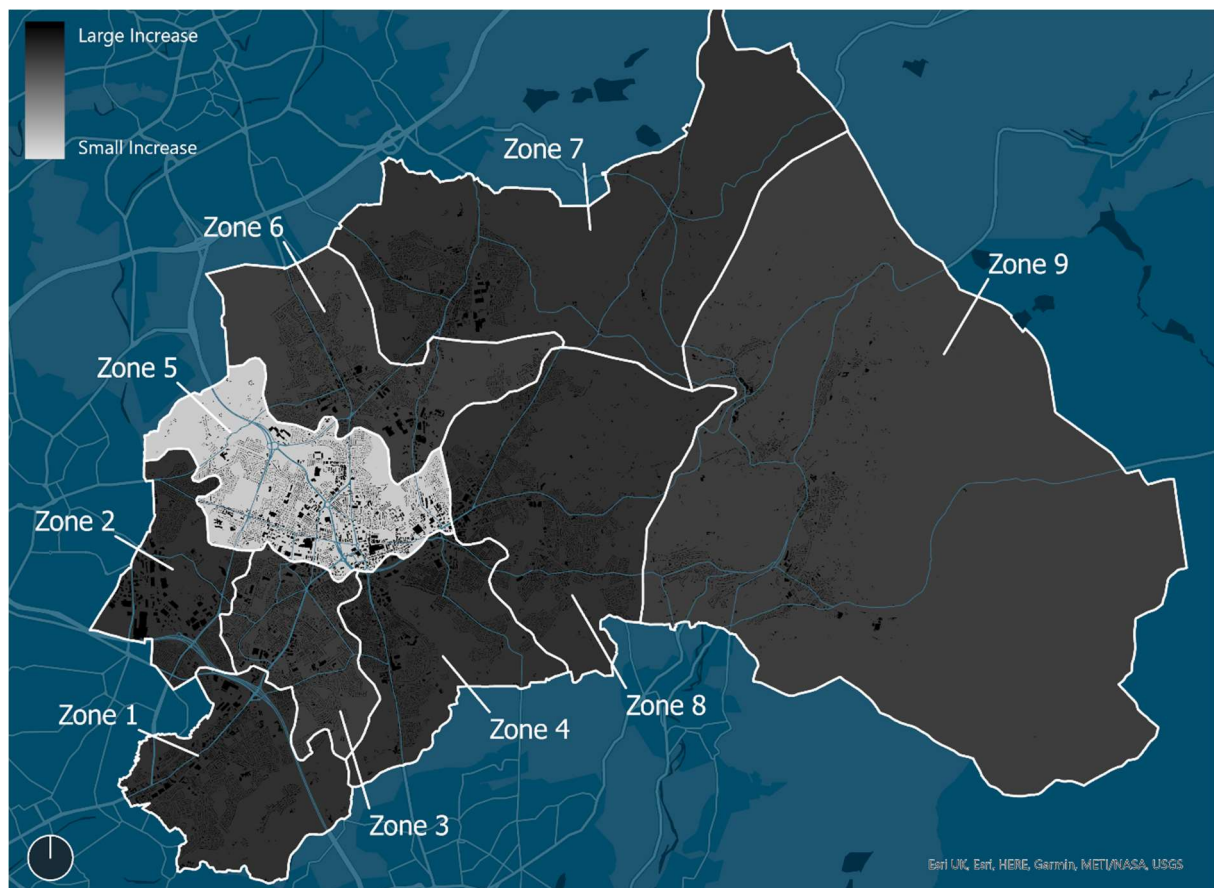 Large Increase
Small Increase
Zone 7
Zone 6
Zone 9
Zone 5
Zone 2
Zone 1
Zone 4
Zone 8
Zone 3
Esri UK, Esri, HERE, Garmin, METI/NASA, USGS